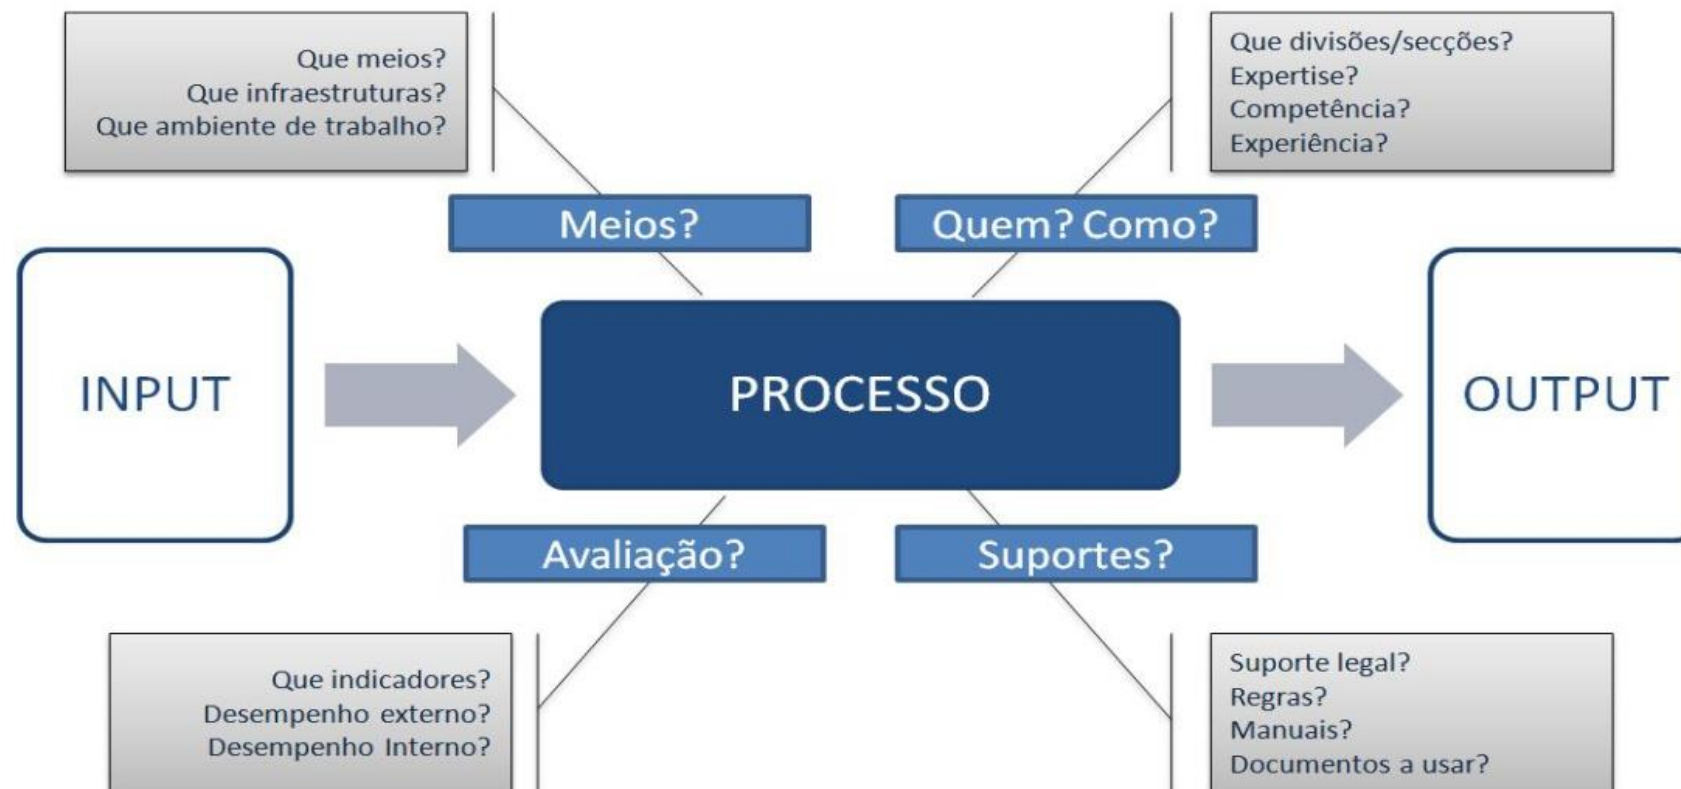 Que meios?
Que infraestruturas?
Que ambiente de trabalho?
Que divisões/secções?
Expertise?
Competência?
Experiência?
Meios?
Quem? Como?
INPUT
PROCESSO
OUTPUT
Avaliação?
Suportes?
Que indicadores?
Desempenho externo?
Desempenho Interno?
Suporte legal?
Regras?
Manuais?
Documentos a usar?